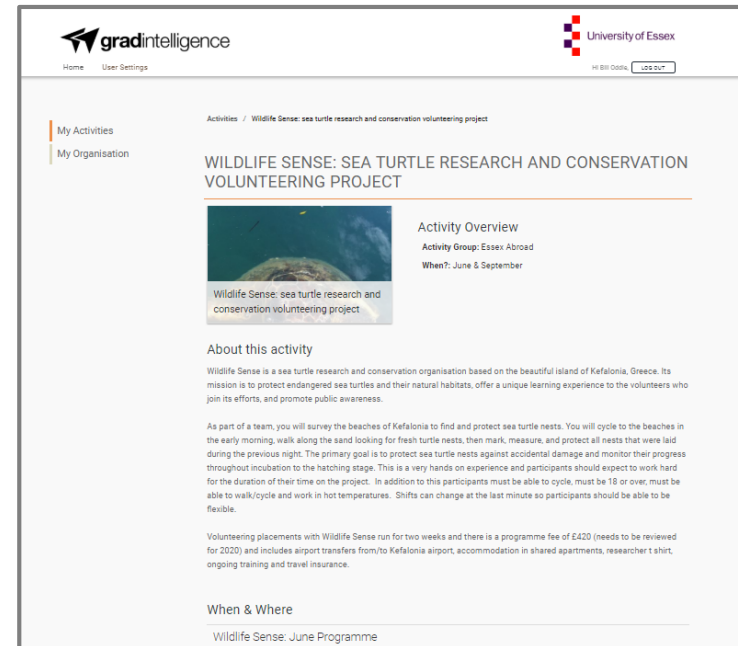 gradintelligence
University of Essex
Home User Settings
Hi Bill Oddie, LOG OUT
My Activities
My Organisation
Activities / Wildlife Sense: sea turtle research and conservation volunteering project
WILDLIFE SENSE: SEA TURTLE RESEARCH AND CONSERVATION
VOLUNTEERING PROJECT
Wildlife Sense: sea turtle research and
conservation volunteering project
Activity Overview
Activity Group: Essex Abroad
When?: June & September
About this activity
Wildlife Sense is a sea turtle research and conservation organisation based on the beautiful island of Kefalonia, Greece. Its
mission is to protect endangered sea turtles and their natural habitats, offer a unique learning experience to the volunteers who
join its efforts, and promote public awareness.
As part of a team, you will survey the beaches of Kefalonia to find and protect sea turtle nests. You will cycle to the beaches in
the early morning, walk along the sand looking for fresh turtle nests, then mark, measure, and protect all nests that were laid
during the previous night. The primary goal is to protect sea turtle nests against accidental damage and monitor their progress
throughout incubation to the hatching stage. This is a very hands on experience and participants should expect to work hard
for the duration of their time on the project. In addition to this participants must be able to cycle, must be 18 or over, must be
able to walk/cycle and work in hot temperatures. Shifts can change at the last minute so participants should be able to be
flexible.
Volunteering placements with Wildlife Sense run for two weeks and there is a programme fee of £420 (needs to be reviewed
for 2020) and includes airport transfers from/to Kefalonia airport, accommodation in shared apartments, researcher t shirt,
ongoing training and travel insurance.
When & Where
Wildlife Sense: June Programme